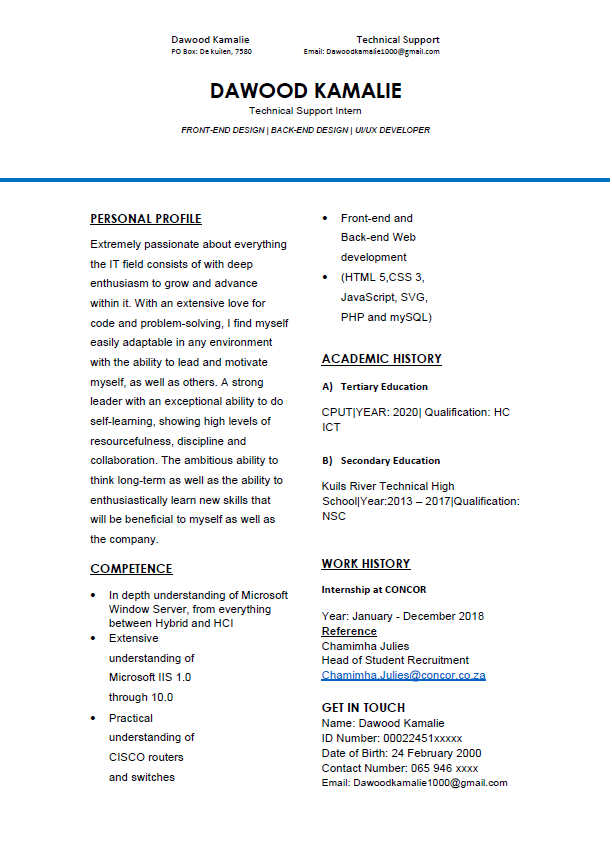 Dawood Kamalie Technical Support
PO Box: De kuilen, 7580 Email: Dawoodkamalie1000@gmail.com
DAWOOD KAMALIE
Technical Support Intern
FRONT-END DESIGN | BACK-END DESIGN | UI/UX DEVELOPER
PERSONAL PROFILE
Extremely passionate about everything
the IT field consists of with deep
enthusiasm to grow and advance
within it. With an extensive love for
code and problem-solving, I find myself
easily adaptable in any environment
with the ability to lead and motivate
myself, as well as others. A strong
leader with an exceptional ability to do
self-learning, showing high levels of
resourcefulness, discipline and
collaboration. The ambitious ability to
think long-term as well as the ability to
enthusiastically learn new skills that
will be beneficial to myself as well as
the company.
COMPETENCE
• In depth understanding of Microsoft
Window Server, from everything
between Hybrid and HCI
• Extensive
understanding of
Microsoft IIS 1.0
through 10.0
• Practical
understanding of
CISCO routers
and switches
• Front-end and
Back-end Web
development
• (HTML 5,CSS 3,
JavaScript, SVG,
PHP and mySQL)
ACADEMIC HISTORY
A) Tertiary Education
CPUT|YEAR: 2020| Qualification: HC
ICT
B) Secondary Education
Kuils River Technical High
School|Year:2013 – 2017|Qualification:
NSC
WORK HISTORY
Internship at CONCOR
Year: January - December 2018
Reference
Chamimha Julies
Head of Student Recruitment
Chamimha.Julies@concor.co.za
GET IN TOUCH
Name: Dawood Kamalie
ID Number: 00022451xxxxx
Date of Birth: 24 February 2000
Contact Number: 065 946 xxxx
Email: Dawoodkamalie1000@gmail.com